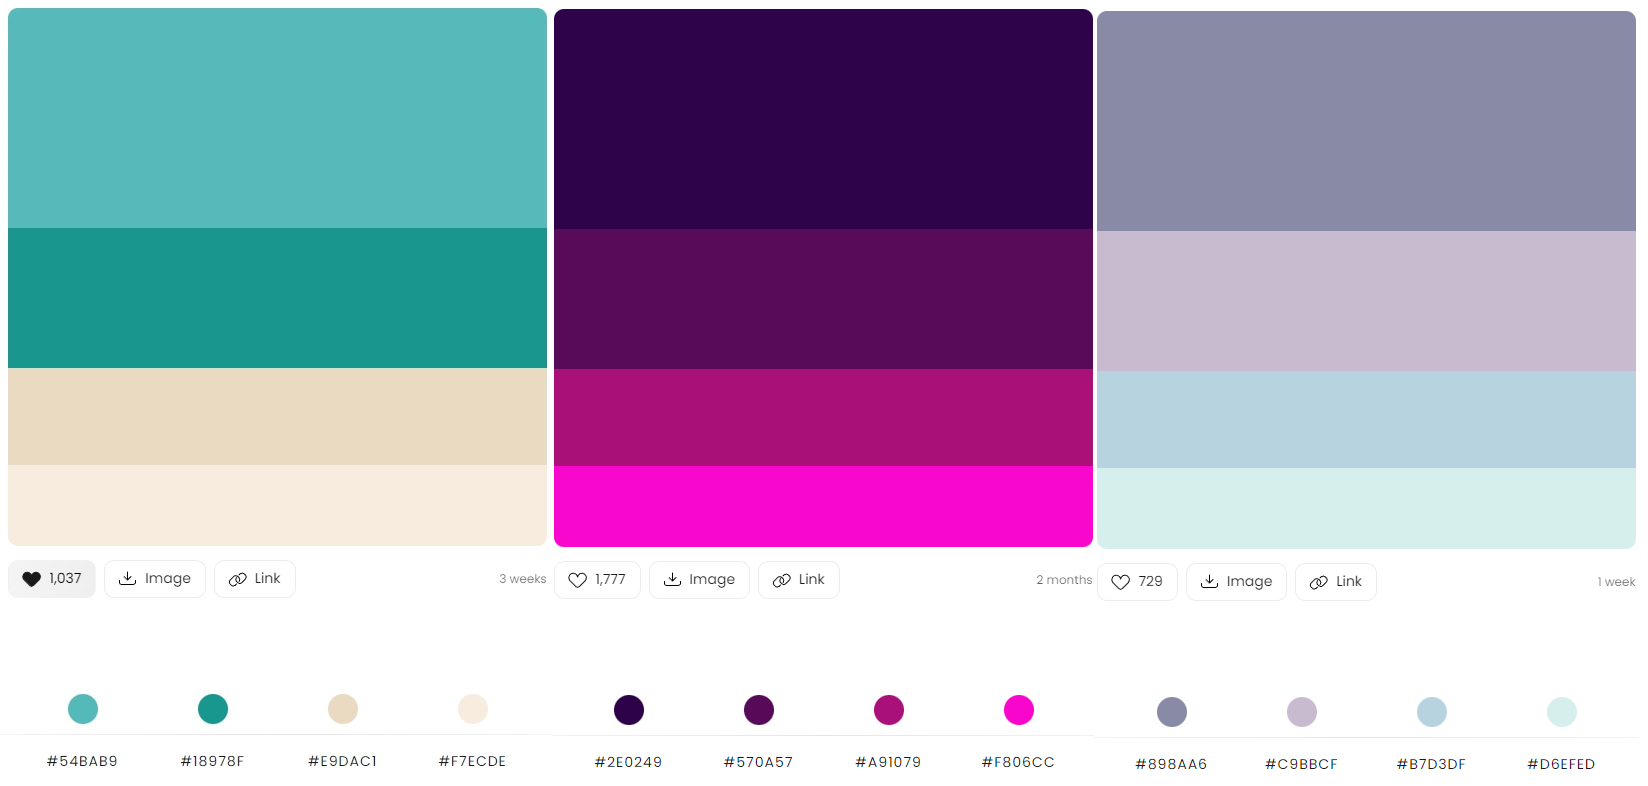 1,037 Image Link 3 weeks
1,777 Image Link 2 months
729 Image Link 1 week
#54BAB9 #18978F #E9DAC1 #F7ECDE
#2E0249 #570A57 #A91079 #F806CC
#898AA6 #C9BBCF #B7D3DF #D6EFED